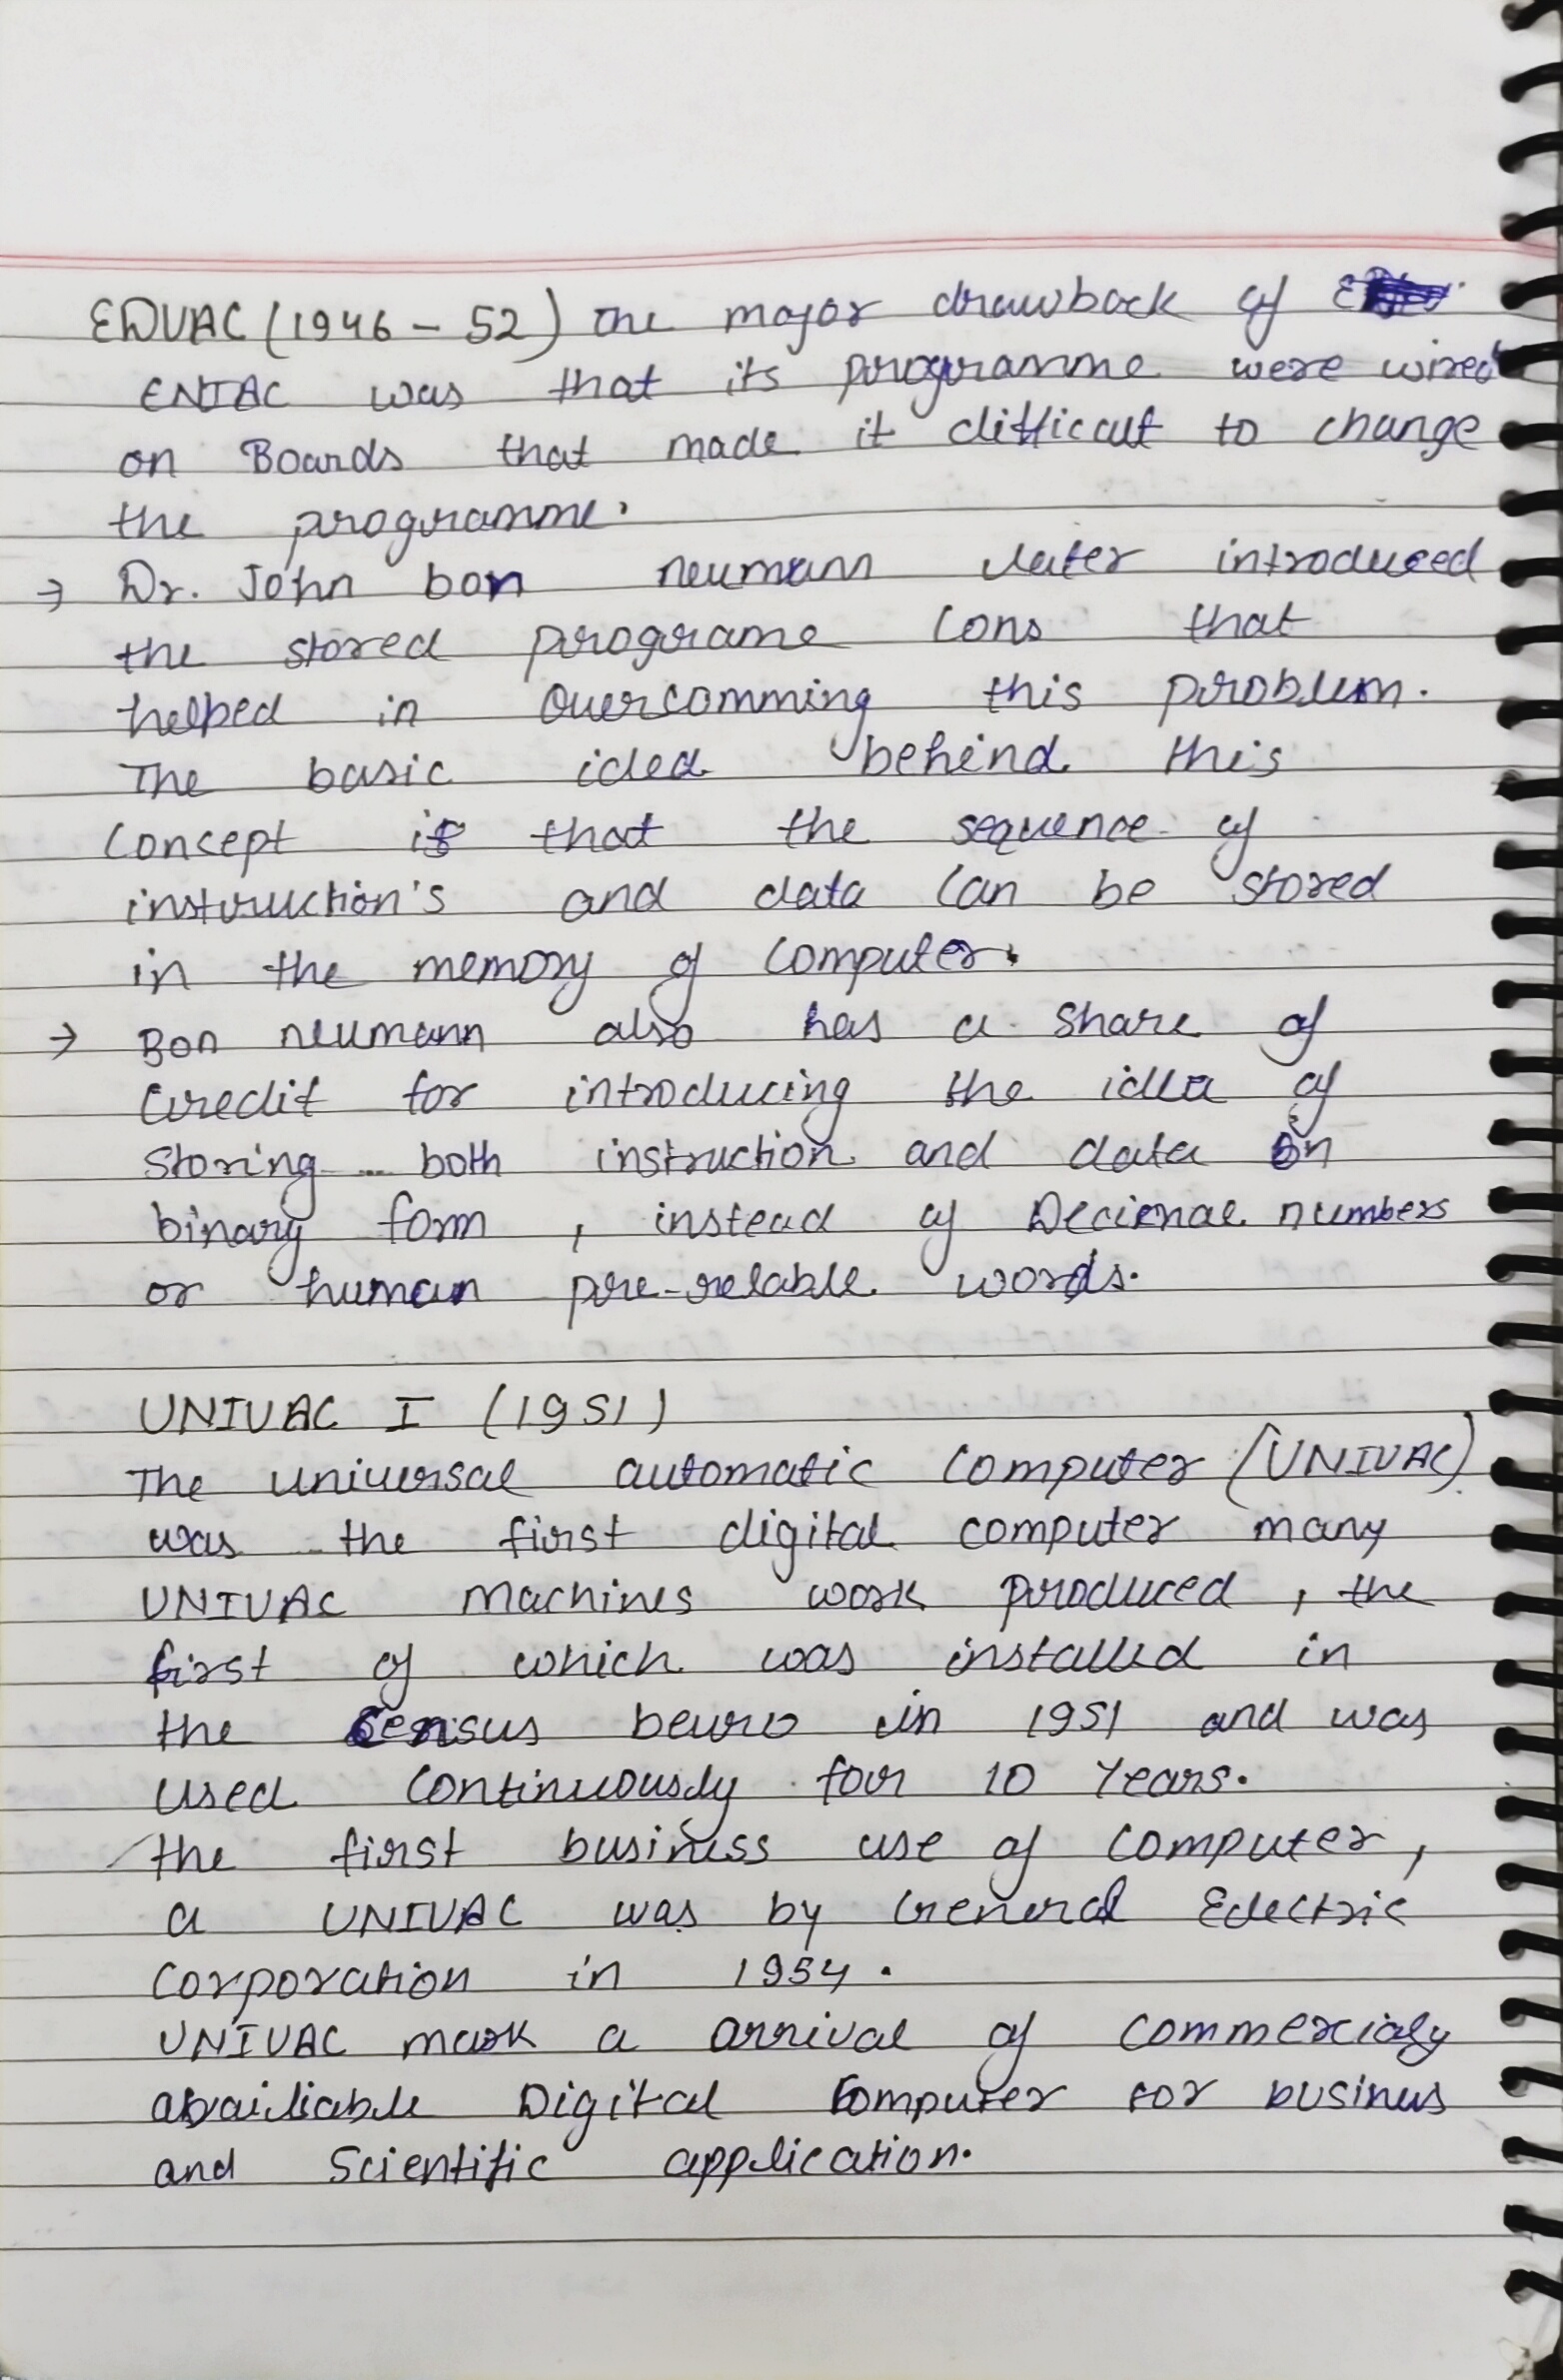 EDVAC (1946 - 52) The major drawback of
ENIAC was that its programme were wired
on Boards that made it difficult to change
the programme.
→ Dr. John bon neumann later introduced
the stored programe Cons that
helped in overcomming this problem.
The basic idea behind this
Concept is that the sequence of
instruction's and data Can be stored
in the memory of Computer.
→ Bon neumann also has a share of
Credit for introducing the idea of
storing both instruction and data in
binary form , instead of Decimal numbers
or human pre-relable words.
UNIVAC I (1951)
The universal automatic Computer (UNIVAC)
was the first digital computer many
UNIVAC Machines work produced , the
first of which was installed in
the Census beuro in 1951 and was
used Continuously four 10 Years.
the first business use of Computer ,
a UNIVAC was by General Electric
Corporation in 1954 .
UNIVAC mark a arrival of Commercialy
abailiable Digital Computer for business
and Scientific application.